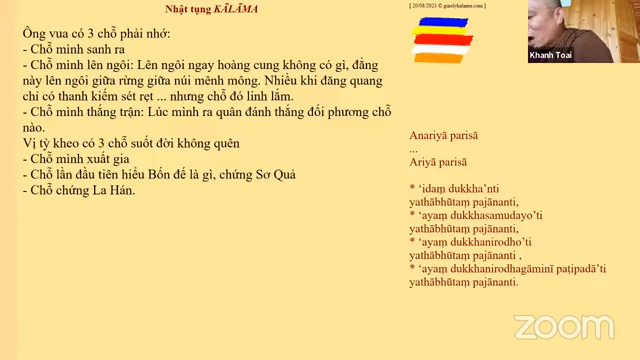 Nhật tụng KĀLĀMA
[ 20/08/2023 © giaolykalama.com ]
Ông vua có 3 chỗ phải nhớ:
- Chỗ mình sanh ra
- Chỗ mình lên ngôi: Lên ngôi ngay hoàng cung không có gì, đằng
này lên ngôi giữa rừng giữa núi mênh mông. Nhiều khi đăng quang
chỉ có thanh kiếm sét rẹt ... nhưng chỗ đó linh lắm.
- Chỗ mình thắng trận: Lúc mình ra quân đánh thắng đối phương chỗ
nào.
Vị tỳ kheo có 3 chỗ suốt đời không quên
- Chỗ mình xuất gia
- Chỗ lần đầu tiên hiểu Bốn đế là gì, chứng Sơ Quả
- Chỗ chứng La Hán.
Anariyā parisā
...
Ariyā parisā
* ‘idaṃ dukkha’nti
yathābhūtaṃ pajānanti,
* ‘ayaṃ dukkhasamudayo’ti
yathābhūtaṃ pajānanti,
* ‘ayaṃ dukkhanirodho’ti
yathābhūtaṃ pajānanti ,
* ‘ayaṃ dukkhanirodhagāminī paṭipadā’ti
yathābhūtaṃ pajānanti.
Khanh Toai
zoom